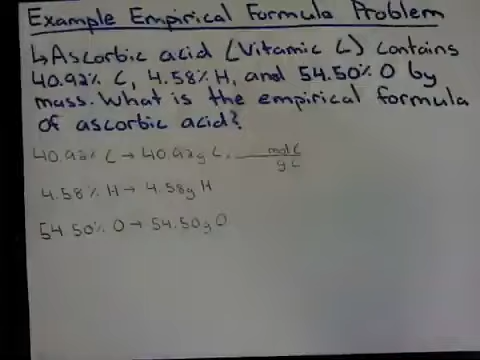 Example Empirical Formula Problem
↳Ascorbic acid (Vitamic C) contains
40.92% C, 4.58% H, and 54.50% O by
mass. What is the empirical formula
of ascorbic acid?
40.92% C → 40.92g C · mol C / g C
4.58% H → 4.58g H
54.50% O → 54.50g O